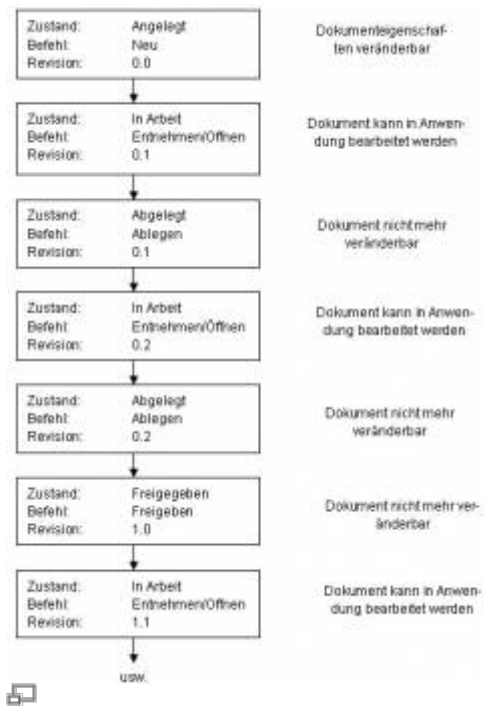 Zustand: Angelegt
Befehl: Neu
Revision: 0.0
Dokumenteigenschaf-
ten veränderbar
Zustand: In Arbeit
Befehl: Entnehmen/Öffnen
Revision: 0.1
Dokument kann in Anwen-
dung bearbeitet werden
Zustand: Abgelegt
Befehl: Ablegen
Revision: 0.1
Dokument nicht mehr
veränderbar
Zustand: In Arbeit
Befehl: Entnehmen/Öffnen
Revision: 0.2
Dokument kann in Anwen-
dung bearbeitet werden
Zustand: Abgelegt
Befehl: Ablegen
Revision: 0.2
Dokument nicht mehr
veränderbar
Zustand: Freigegeben
Befehl: Freigeben
Revision: 1.0
Dokument nicht mehr ver-
änderbar
Zustand: In Arbeit
Befehl: Entnehmen/Öffnen
Revision: 1.1
Dokument kann in Anwen-
dung bearbeitet werden
usw.